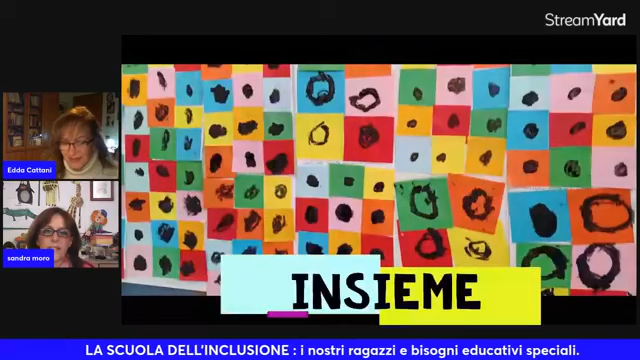 StreamYard
Edda Cattani
sandra moro
INSIEME
LA SCUOLA DELL'INCLUSIONE : i nostri ragazzi e bisogni educativi speciali.